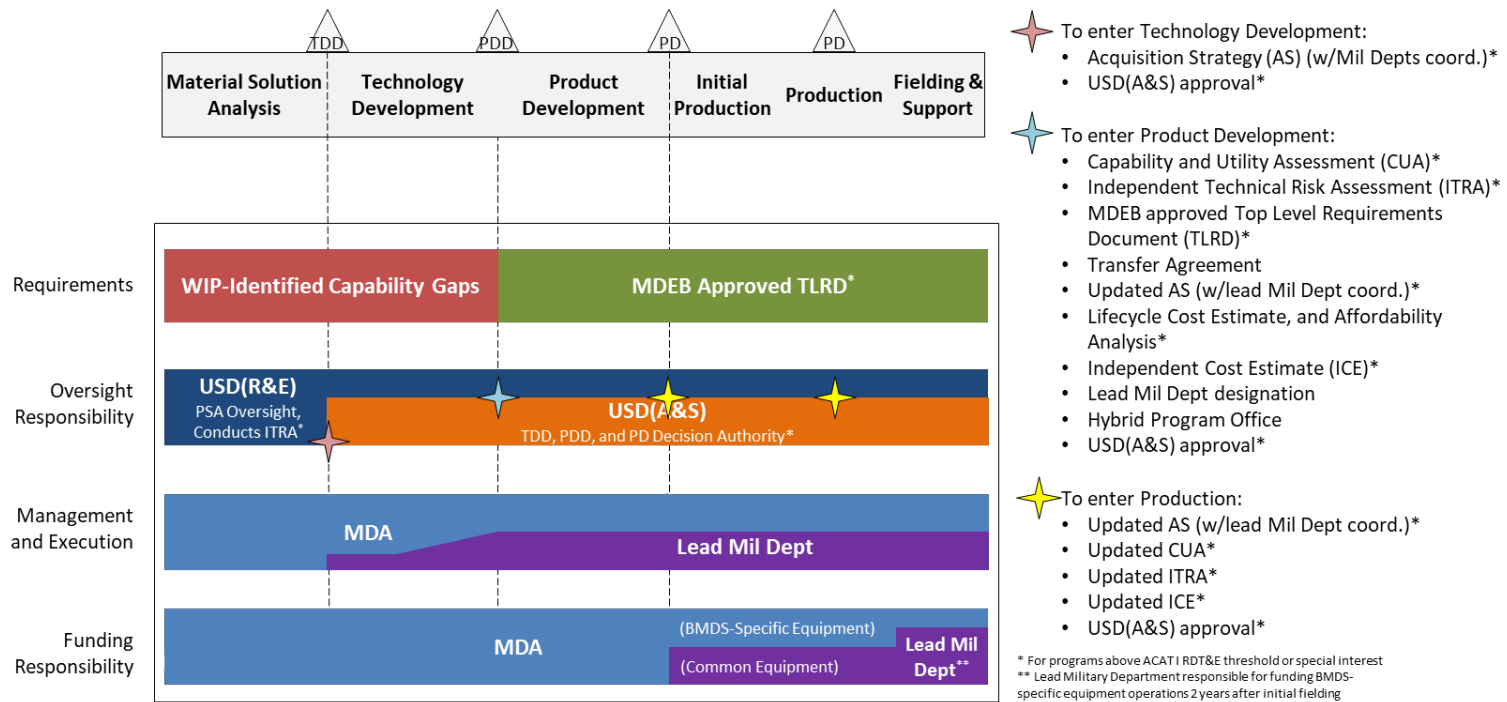 TDD
PDD
PD
PD
Material Solution
Analysis
Technology
Development
Product
Development
Initial
Production
Production
Fielding &
Support
Requirements
WIP-Identified Capability Gaps
MDEB Approved TLRD*
Oversight
Responsibility
USD(R&E)
PSA Oversight,
Conducts ITRA*
USD(A&S)
TDD, PDD, and PD Decision Authority*
Management
and Execution
MDA
Lead Mil Dept
Funding
Responsibility
MDA
(BMDS-Specific Equipment)
(Common Equipment)
Lead Mil
Dept**
To enter Technology Development:
• Acquisition Strategy (AS) (w/Mil Depts coord.)*
• USD(A&S) approval*
To enter Product Development:
• Capability and Utility Assessment (CUA)*
• Independent Technical Risk Assessment (ITRA)*
• MDEB approved Top Level Requirements
Document (TLRD)*
• Transfer Agreement
• Updated AS (w/lead Mil Dept coord.)*
• Lifecycle Cost Estimate, and Affordability
Analysis*
• Independent Cost Estimate (ICE)*
• Lead Mil Dept designation
• Hybrid Program Office
• USD(A&S) approval*
To enter Production:
• Updated AS (w/lead Mil Dept coord.)*
• Updated CUA*
• Updated ITRA*
• Updated ICE*
• USD(A&S) approval*
* For programs above ACAT I RDT&E threshold or special interest
** Lead Military Department responsible for funding BMDS-
specific equipment operations 2 years after initial fielding